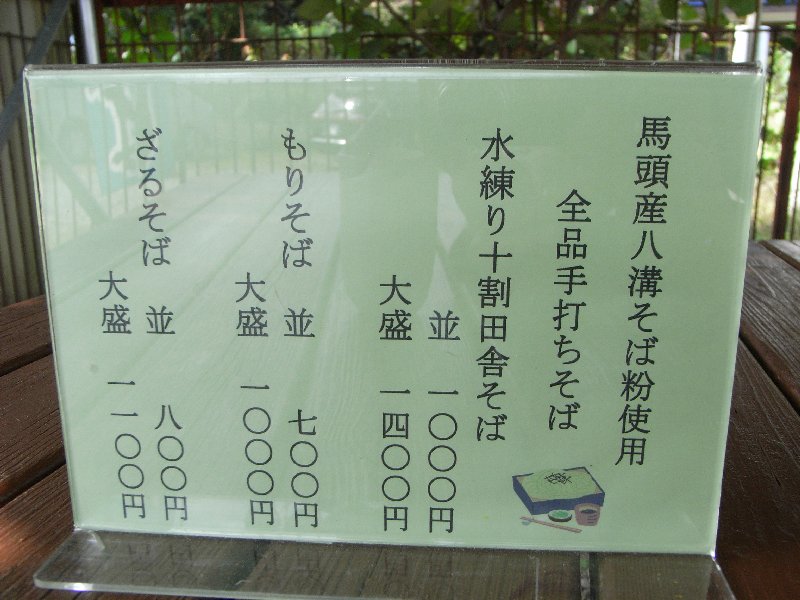 馬頭産八溝そば粉使用
全品手打ちそば
水練り十割田舎そば
並 一〇〇〇円
大盛 一四〇〇円
もりそば 並 七〇〇円
大盛 一〇〇〇円
ざるそば 並 八〇〇円
大盛 一一〇〇円